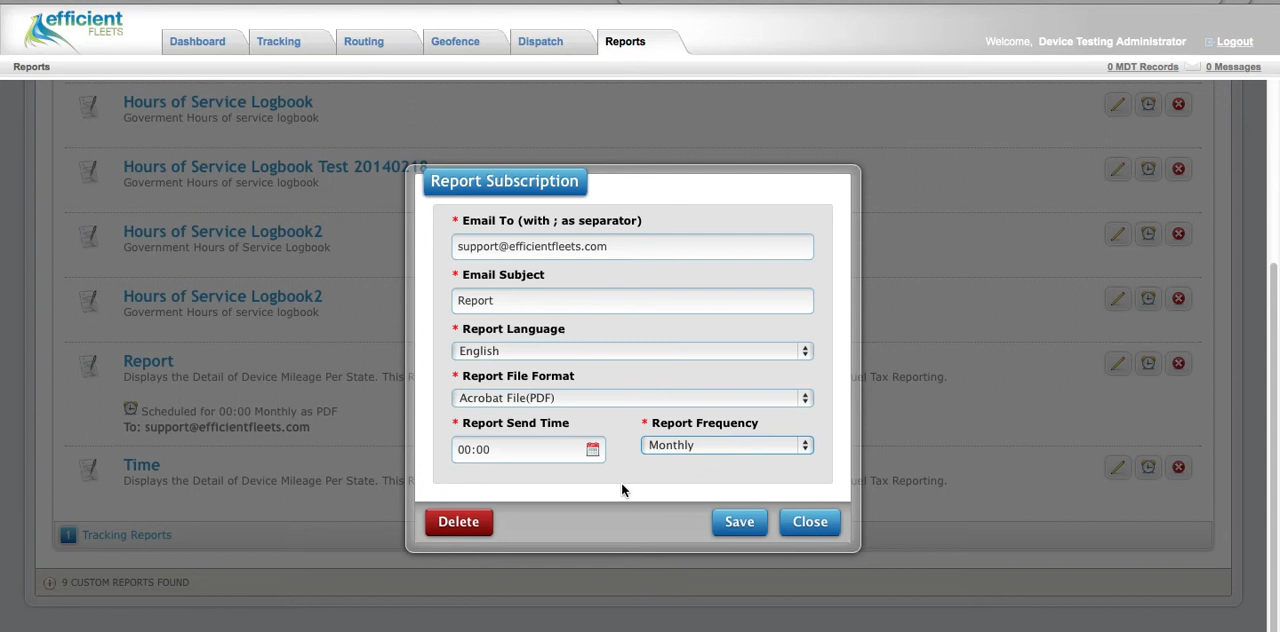 efficient
FLEETS
Dashboard
Tracking
Routing
Geofence
Dispatch
Reports
Welcome, Device Testing Administrator
Logout
Reports
0 MDT Records
0 Messages
Hours of Service Logbook
Goverment Hours of service logbook
Hours of Service Logbook Test 20140218
Goverment Hours of service logbook
Hours of Service Logbook2
Government Hours of Service Logbook
Hours of Service Logbook2
Goverment Hours of service logbook
Report
Displays the Detail of Device Mileage Per State. This R
uel Tax Reporting.
Scheduled for 00:00 Monthly as PDF
To: support@efficientfleets.com
Time
Displays the Detail of Device Mileage Per State. This R
uel Tax Reporting.
1 Tracking Reports
9 CUSTOM REPORTS FOUND
Report Subscription
* Email To (with ; as separator)
support@efficientfleets.com
* Email Subject
Report
* Report Language
English
* Report File Format
Acrobat File(PDF)
* Report Send Time
00:00
* Report Frequency
Monthly
Delete
Save
Close